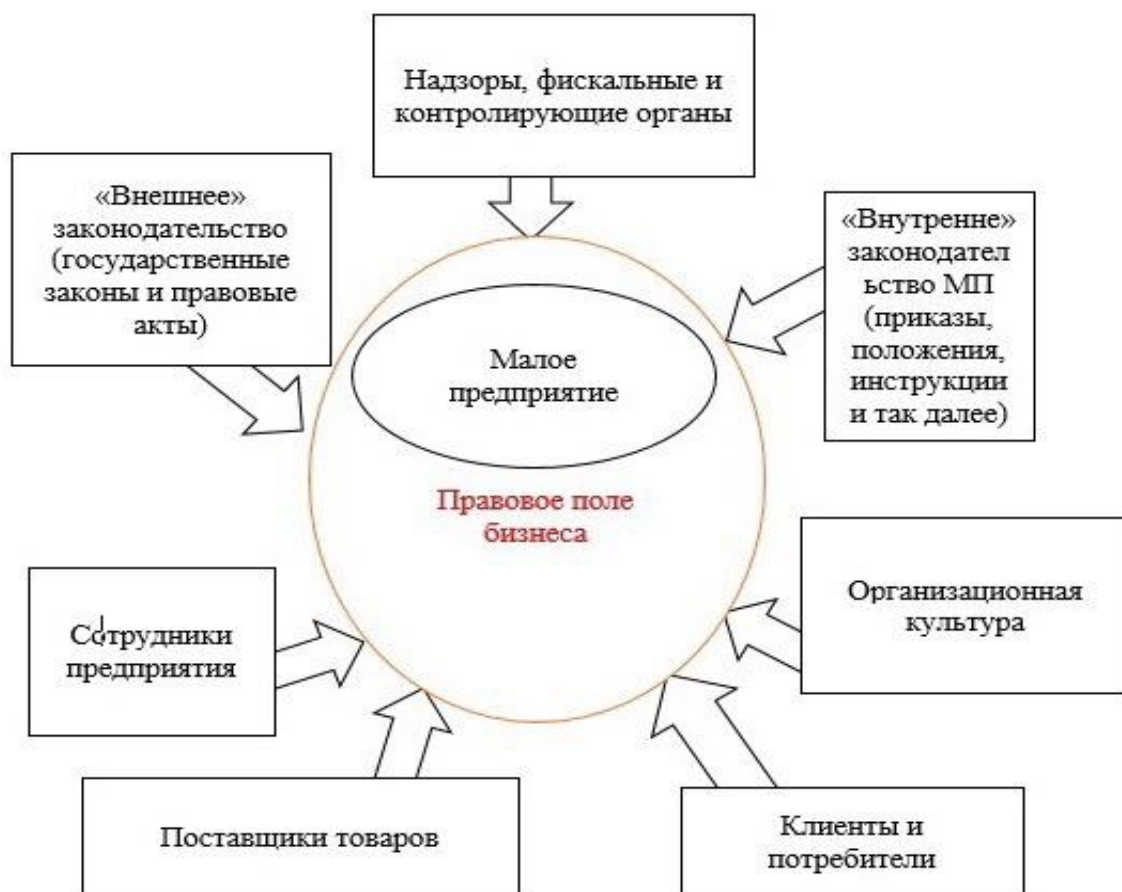 Надзоры, фискальные и
контролирующие органы
«Внешнее»
законодательство
(государственные
законы и правовые
акты)
«Внутренне»
законодател
ьство МП
(приказы,
положения,
инструкции
и так далее)
Малое
предприятие
Правовое поле
бизнеса
Сотрудники
предприятия
Организационная
культура
Поставщики товаров
Клиенты и
потребители